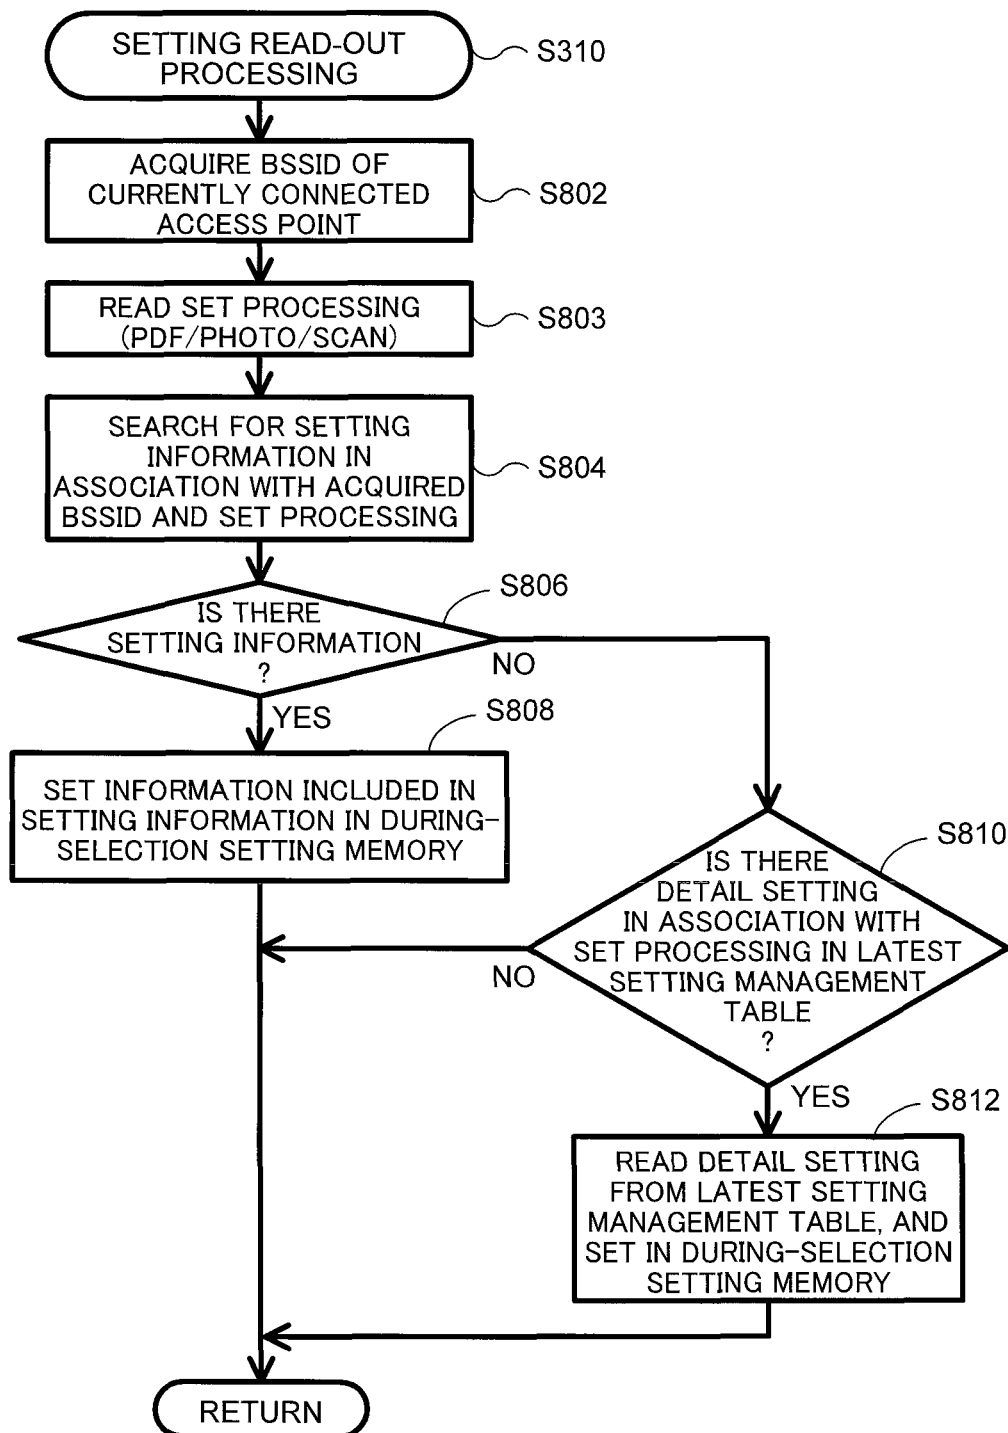 SETTING READ-OUT
PROCESSING
S310
ACQUIRE BSSID OF
CURRENTLY CONNECTED
ACCESS POINT
S802
READ SET PROCESSING
(PDF/PHOTO/SCAN)
S803
SEARCH FOR SETTING
INFORMATION IN
ASSOCIATION WITH ACQUIRED
BSSID AND SET PROCESSING
S804
IS THERE
SETTING INFORMATION
?
S806
NO
YES
S808
SET INFORMATION INCLUDED IN
SETTING INFORMATION IN DURING-
SELECTION SETTING MEMORY
S810
IS THERE
DETAIL SETTING
IN ASSOCIATION WITH
SET PROCESSING IN LATEST
SETTING MANAGEMENT
TABLE
?
NO
YES
S812
READ DETAIL SETTING
FROM LATEST SETTING
MANAGEMENT TABLE, AND
SET IN DURING-SELECTION
SETTING MEMORY
RETURN